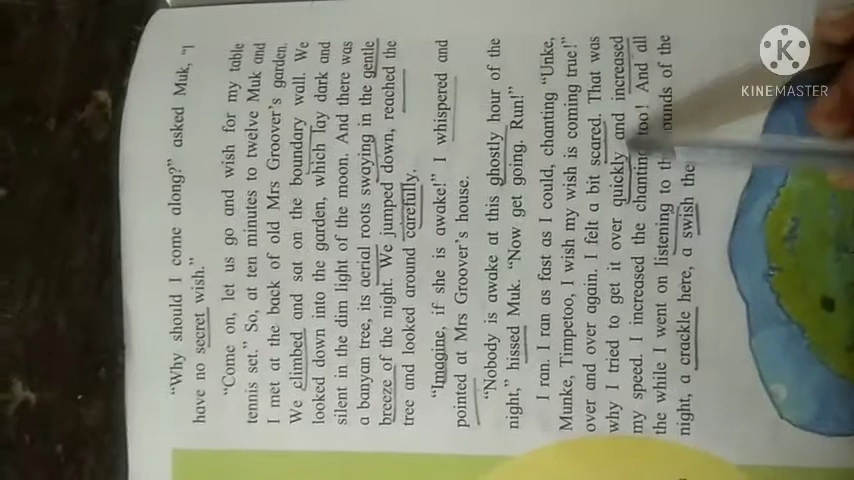 "Why should I come along?" asked Muk, "I
have no secret wish."
"Come on, let us go and wish for my table
tennis set." So, at ten minutes to twelve Muk and
I met at the back of old Mrs Groover's garden.
We climbed and sat on the boundary wall. We
looked down into the garden, which lay dark and
silent in the dim light of the moon. And there was
a banyan tree, its aerial roots swaying in the gentle
breeze of the night. We jumped down, reached the
tree and looked around carefully.
"Imagine, if she is awake!" I whispered and
pointed at Mrs Groover's house.
"Nobody is awake at this ghostly hour of the
night," hissed Muk. "Now get going. Run!"
I ran. I ran as fast as I could, chanting "Unke,
Munke, Timpetoo, I wish my wish is coming true!"
over and over again. I felt a bit scared. That was
why I tried to get it over quickly and increased
my speed. I increased the chanting too! And all
the while I went on listening to the of the
night, a crackle here, a swish
KINEMASTER